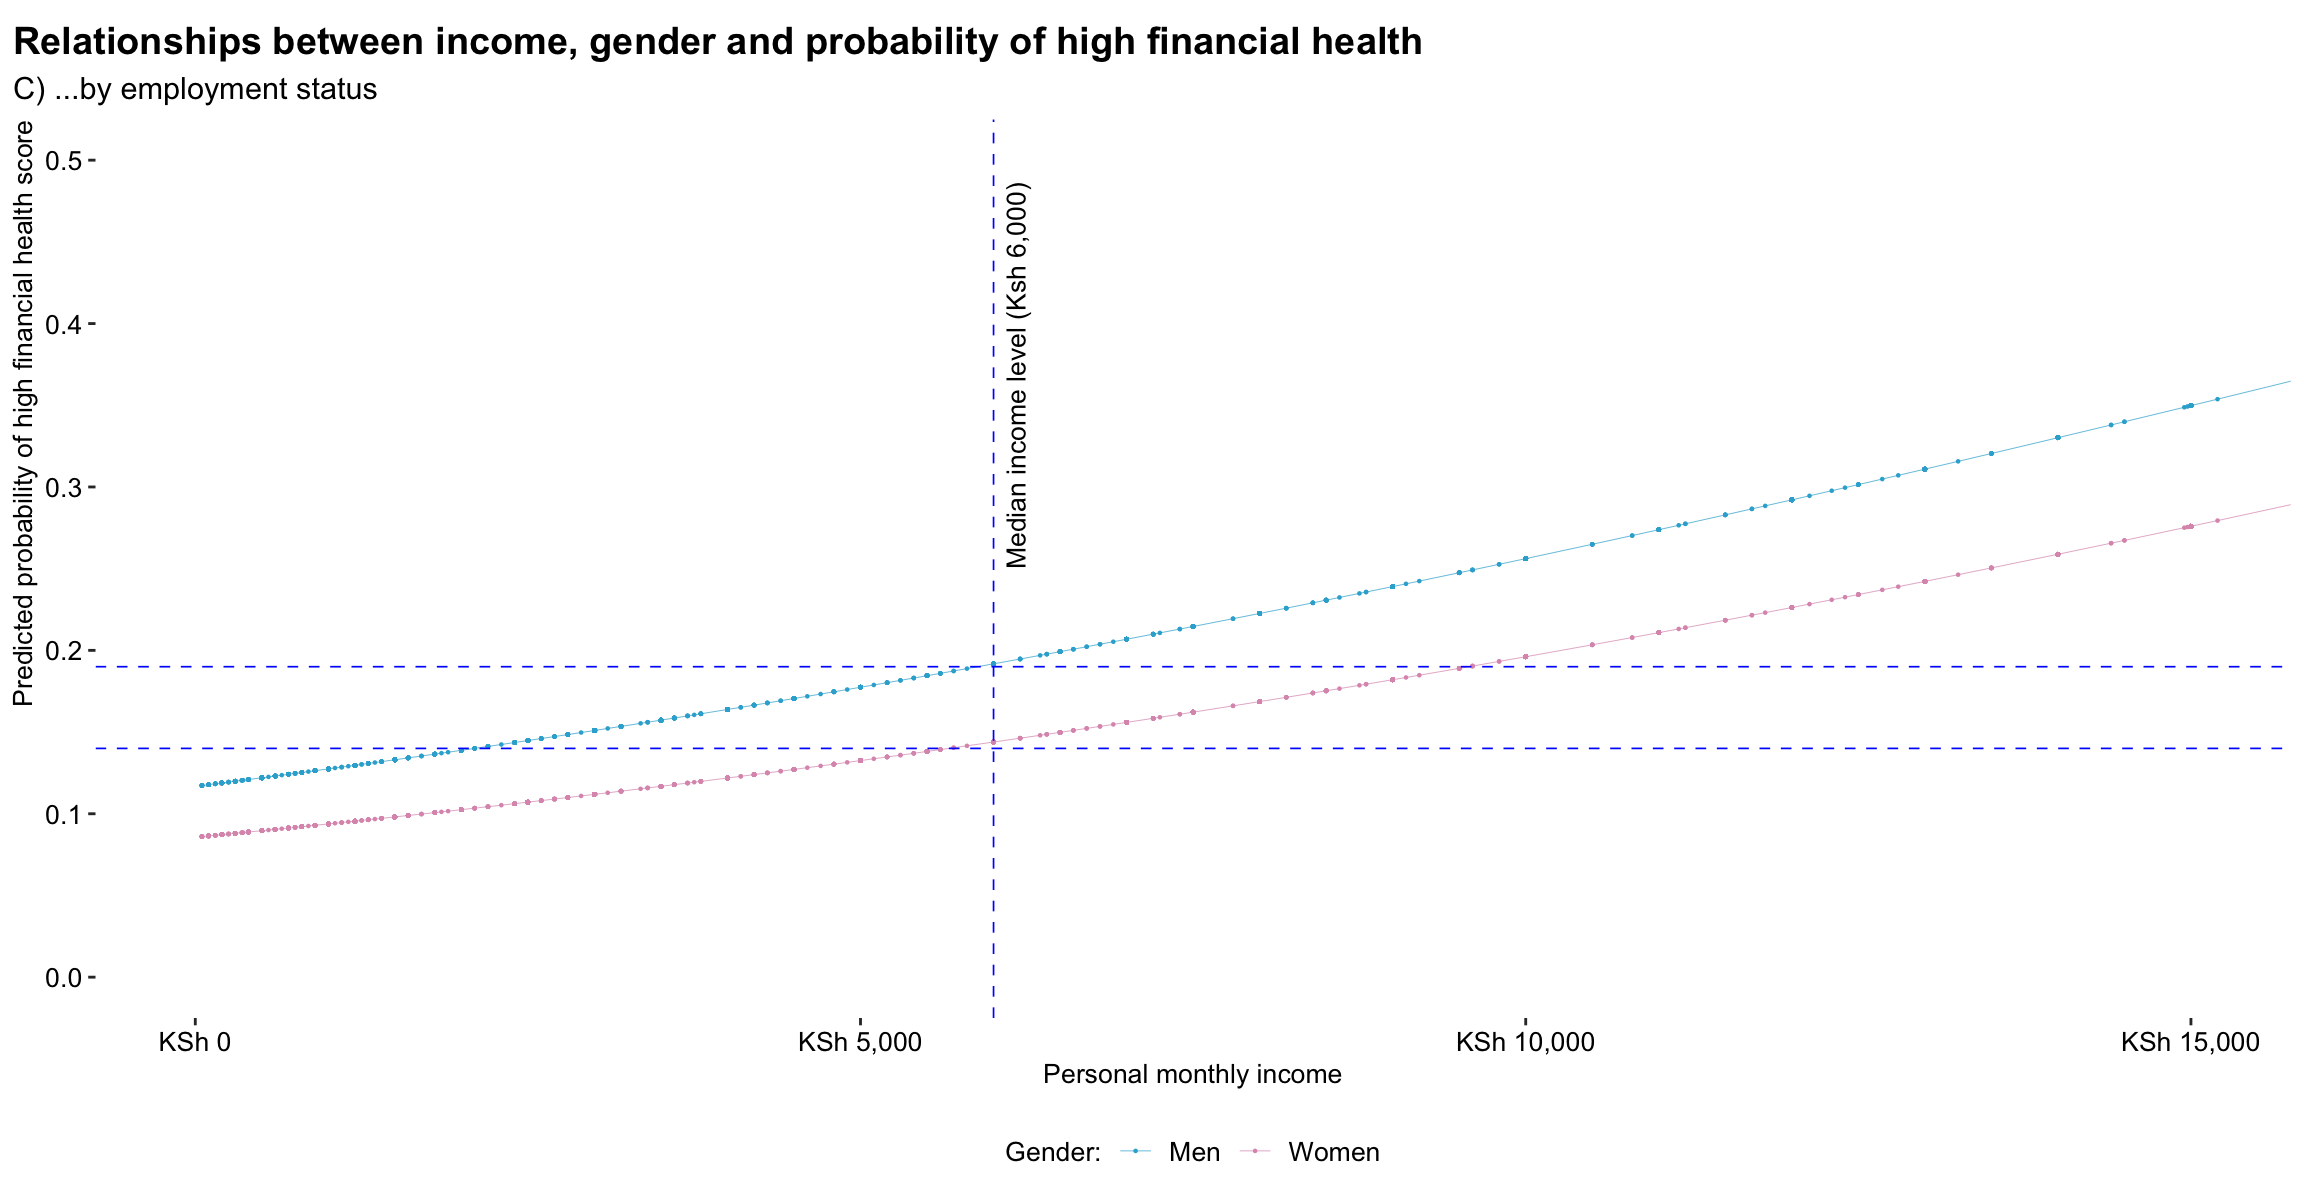 Relationships between income, gender and probability of high financial health
C) ...by employment status
Predicted probability of high financial health score
0.5
0.4
0.3
0.2
0.1
0.0
Median income level (Ksh 6,000)
KSh 0
KSh 5,000
KSh 10,000
KSh 15,000
Personal monthly income
Gender:
Men
Women